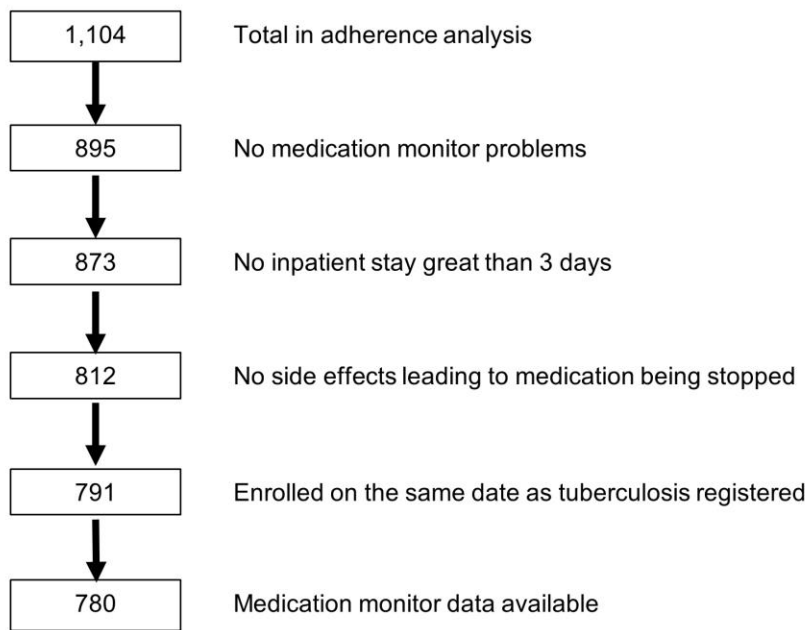 1,104 Total in adherence analysis
895 No medication monitor problems
873 No inpatient stay great than 3 days
812 No side effects leading to medication being stopped
791 Enrolled on the same date as tuberculosis registered
780 Medication monitor data available